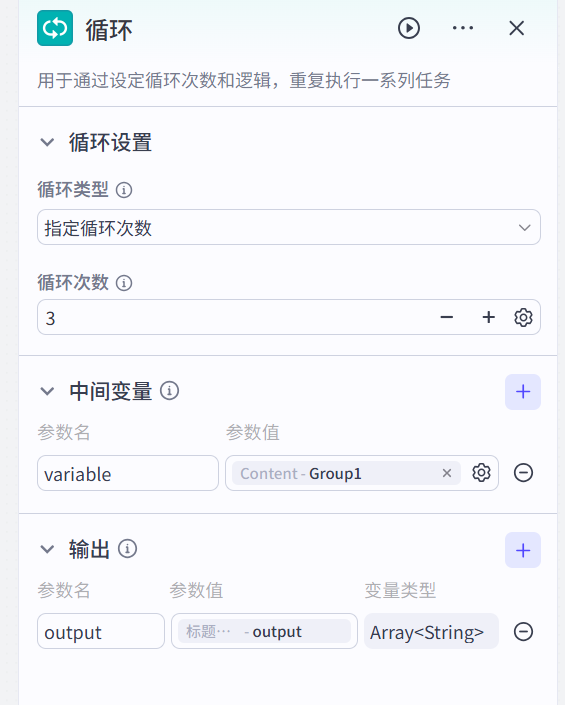 循环
用于通过设定循环次数和逻辑，重复执行一系列任务
循环设置
循环类型
指定循环次数
循环次数
3
中间变量
参数名 参数值
variable Content - Group1
输出
参数名 参数值 变量类型
output 标题… - output Array<String>